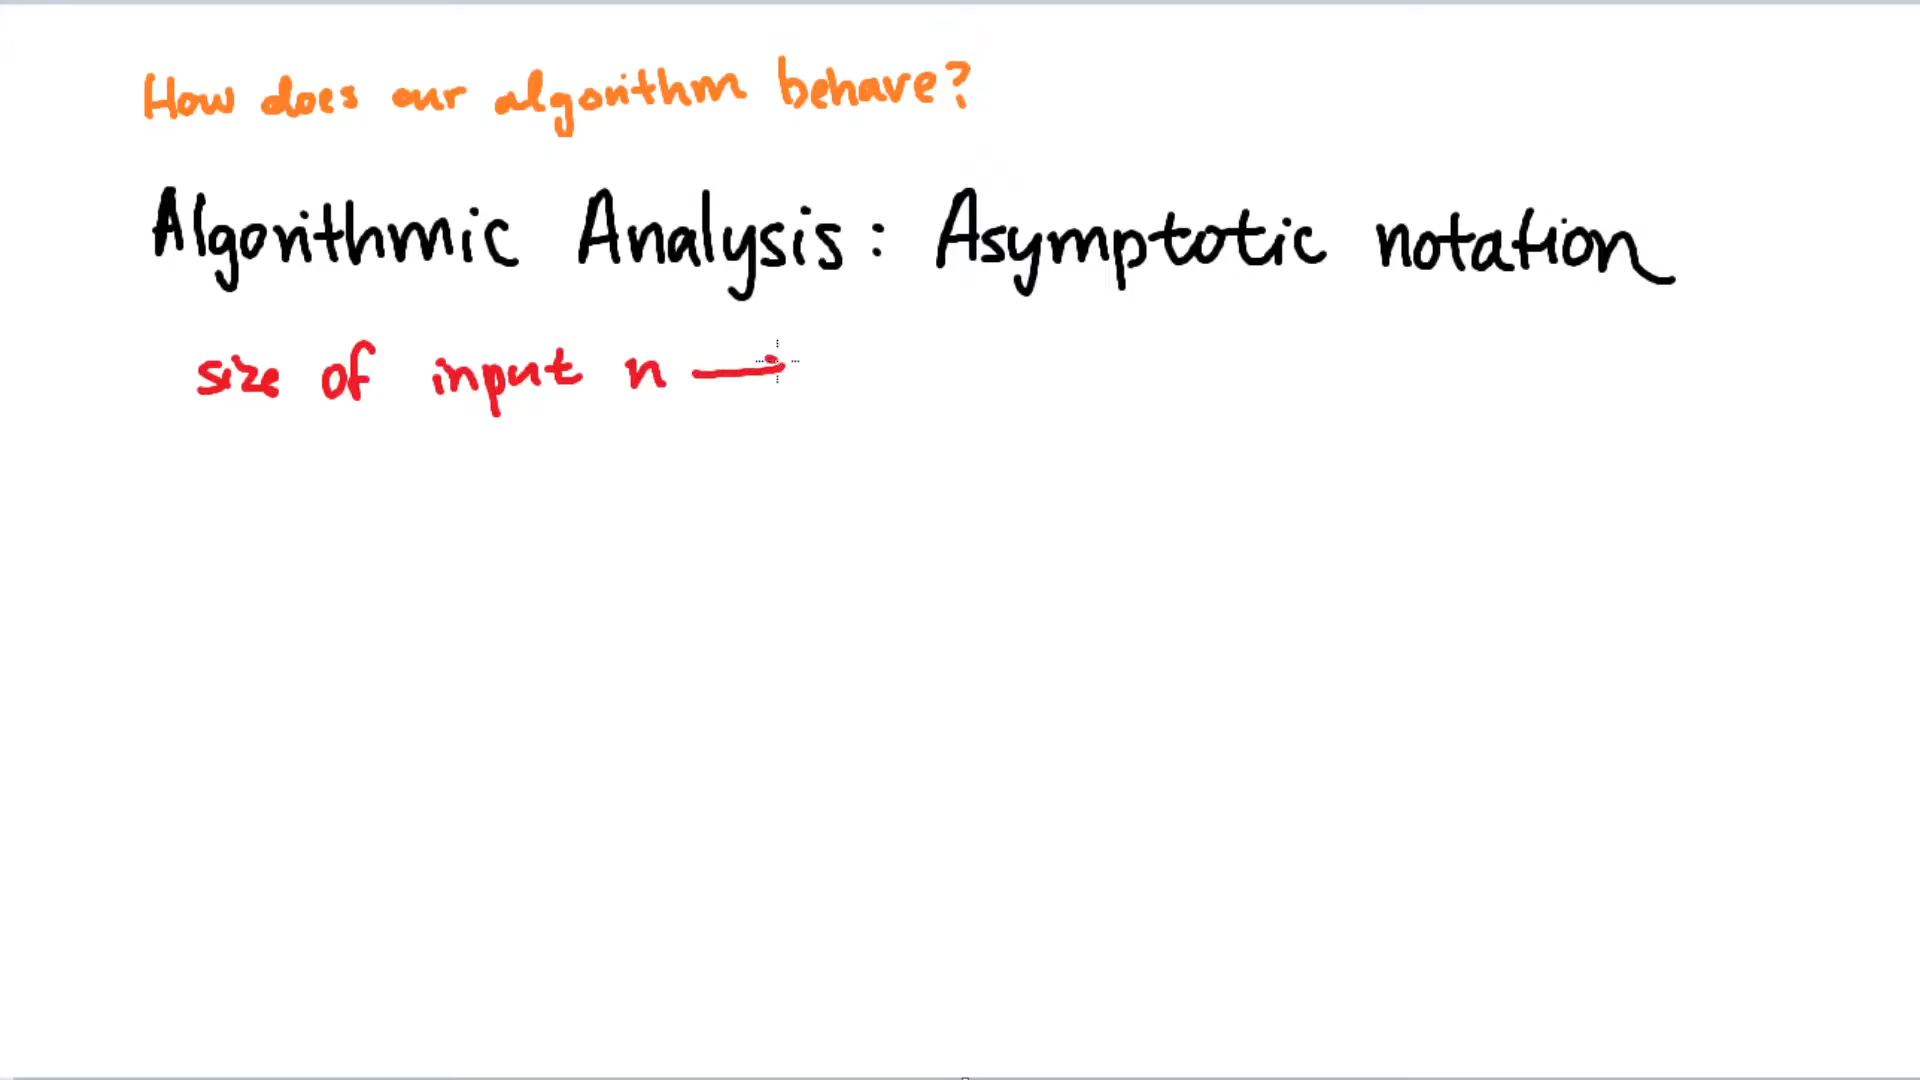 How does our algorithm behave?
Algorithmic Analysis: Asymptotic notation
size of input n →